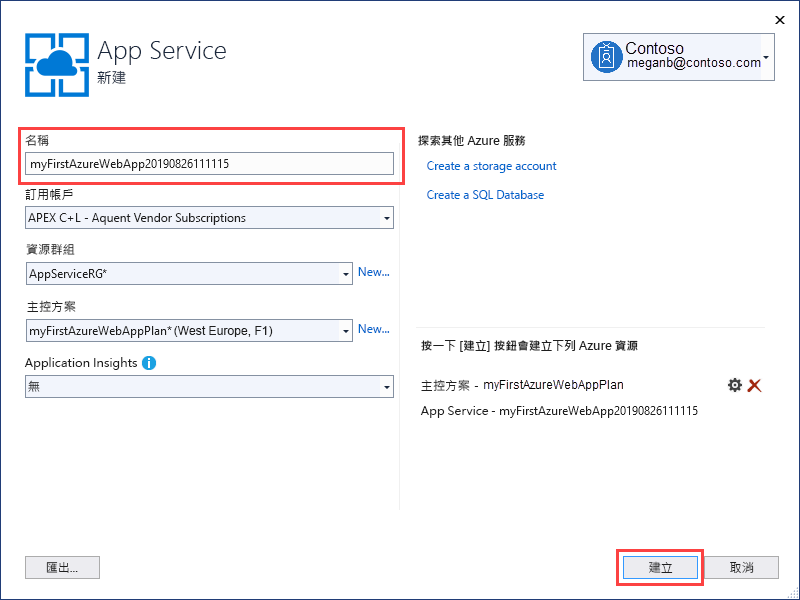 App Service
新建
Contoso
meganb@contoso.com
名稱
myFirstAzureWebApp20190826111115
訂用帳戶
APEX C+L - Aquent Vendor Subscriptions
資源群組
AppServiceRG*
New...
主控方案
myFirstAzureWebAppPlan* (West Europe, F1)
New...
Application Insights
無
探索其他 Azure 服務
Create a storage account
Create a SQL Database
按一下 [建立] 按鈕會建立下列 Azure 資源
主控方案 - myFirstAzureWebAppPlan
App Service - myFirstAzureWebApp20190826111115
匯出...
建立
取消